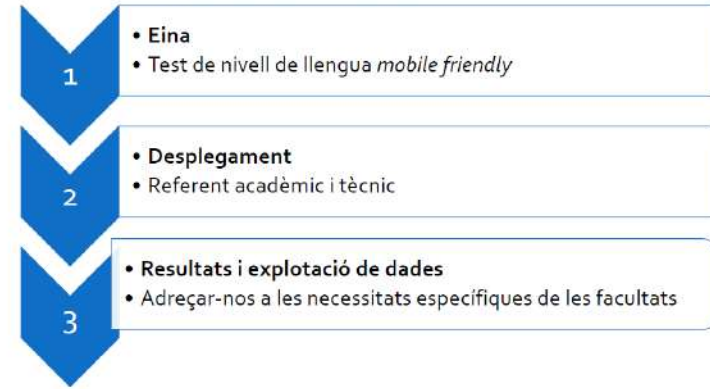 1
• Eina
• Test de nivell de llengua mobile friendly
2
• Desplegament
• Referent acadèmic i tècnic
3
• Resultats i explotació de dades
• Adreçar-nos a les necessitats específiques de les facultats